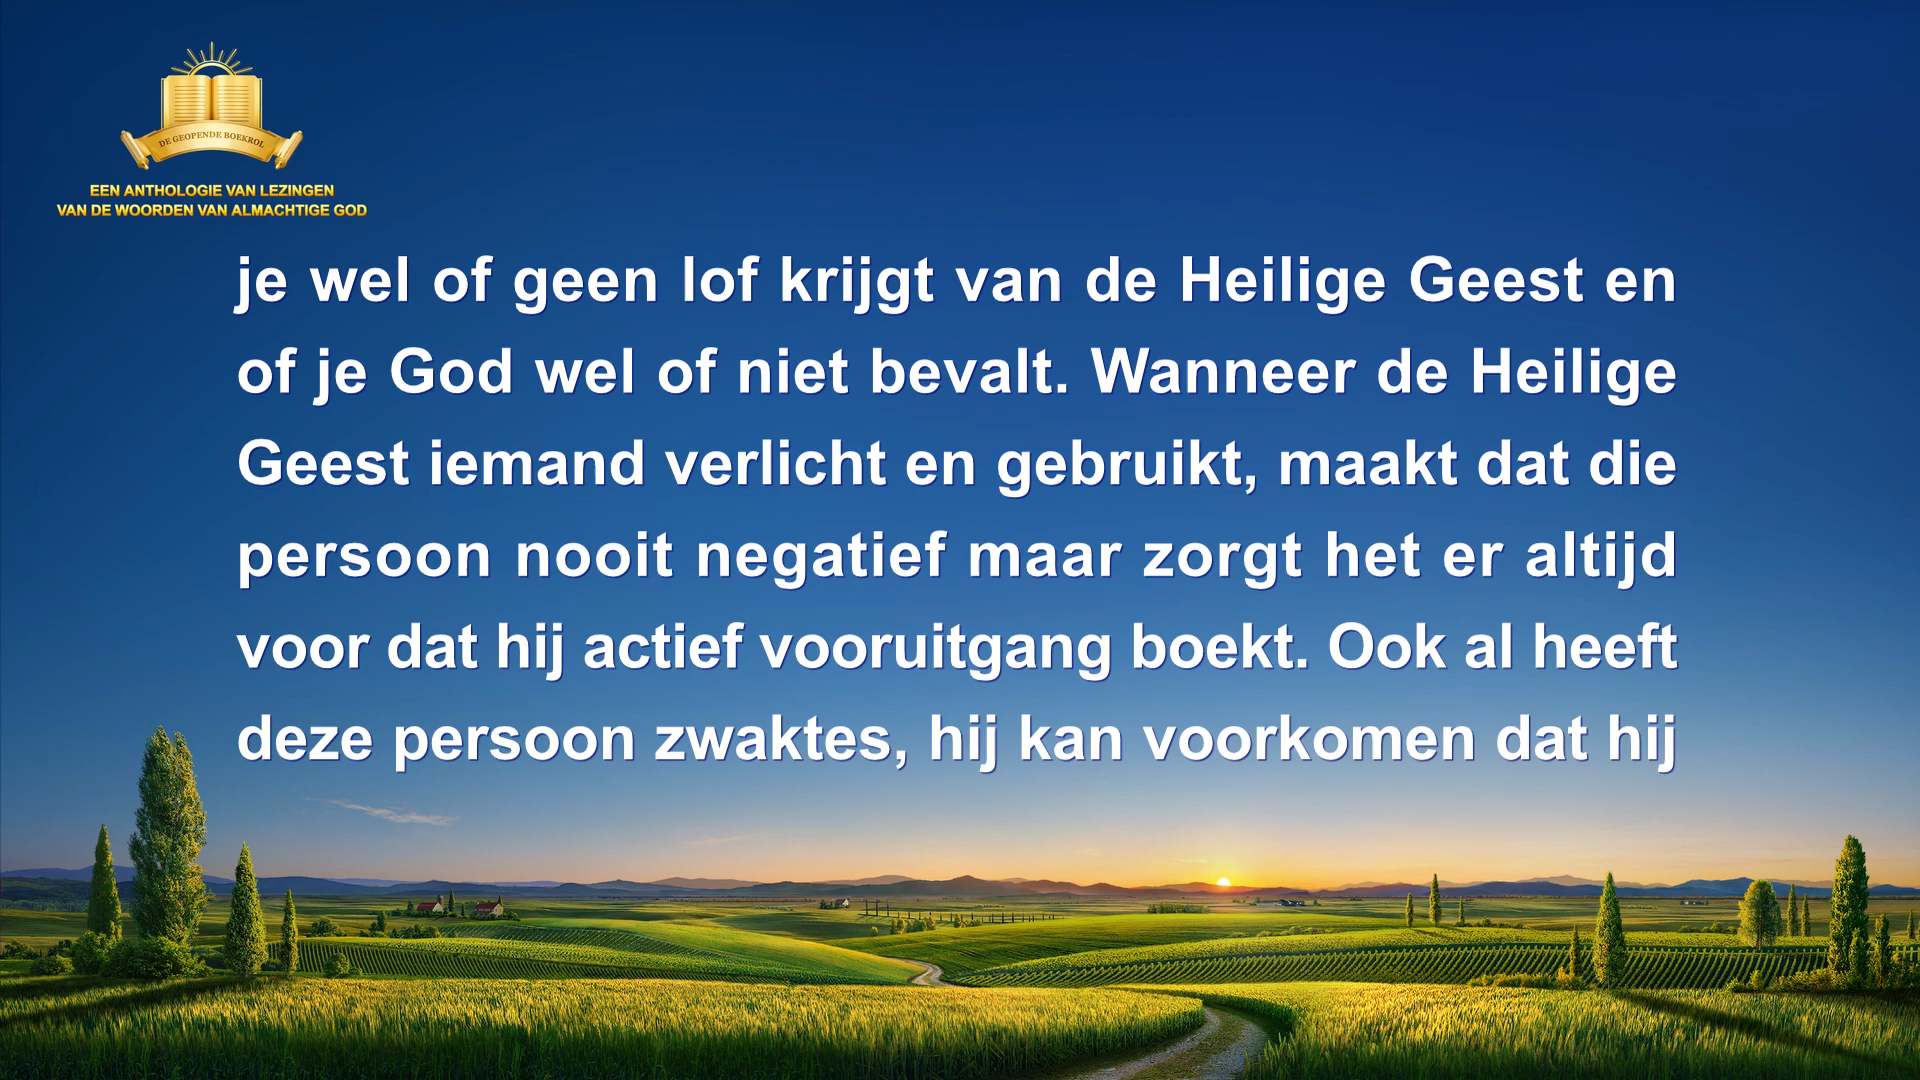 DE GEOPENDE BOEKROL
EEN ANTHOLOGIE VAN LEZINGEN
VAN DE WOORDEN VAN ALMACHTIGE GOD
je wel of geen lof krijgt van de Heilige Geest en
of je God wel of niet bevalt. Wanneer de Heilige
Geest iemand verlicht en gebruikt, maakt dat die
persoon nooit negatief maar zorgt het er altijd
voor dat hij actief vooruitgang boekt. Ook al heeft
deze persoon zwaktes, hij kan voorkomen dat hij